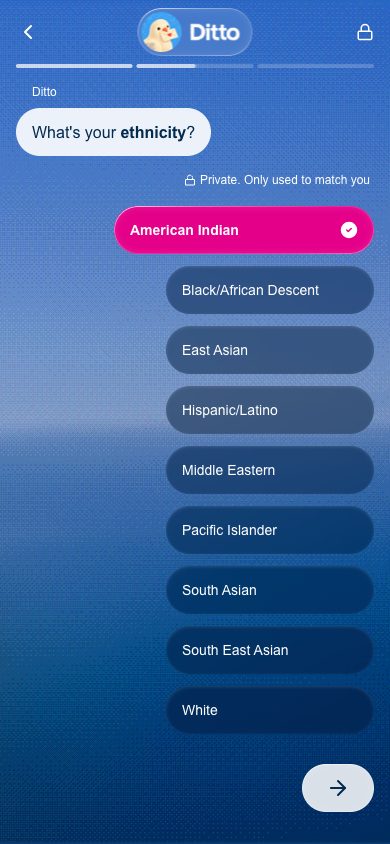 Ditto
Ditto
What's your ethnicity?
Private. Only used to match you
American Indian
Black/African Descent
East Asian
Hispanic/Latino
Middle Eastern
Pacific Islander
South Asian
South East Asian
White